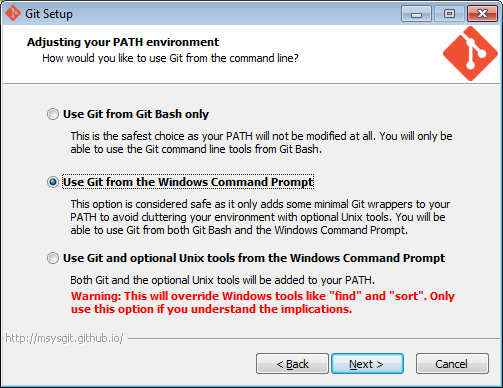 Git Setup
Adjusting your PATH environment
How would you like to use Git from the command line?
Use Git from Git Bash only
This is the safest choice as your PATH will not be modified at all. You will only be
able to use the Git command line tools from Git Bash.
Use Git from the Windows Command Prompt
This option is considered safe as it only adds some minimal Git wrappers to your
PATH to avoid cluttering your environment with optional Unix tools. You will be
able to use Git from both Git Bash and the Windows Command Prompt.
Use Git and optional Unix tools from the Windows Command Prompt
Both Git and the optional Unix tools will be added to your PATH.
Warning: This will override Windows tools like "find" and "sort". Only
use this option if you understand the implications.
http://msysgit.github.io/
< Back Next > Cancel